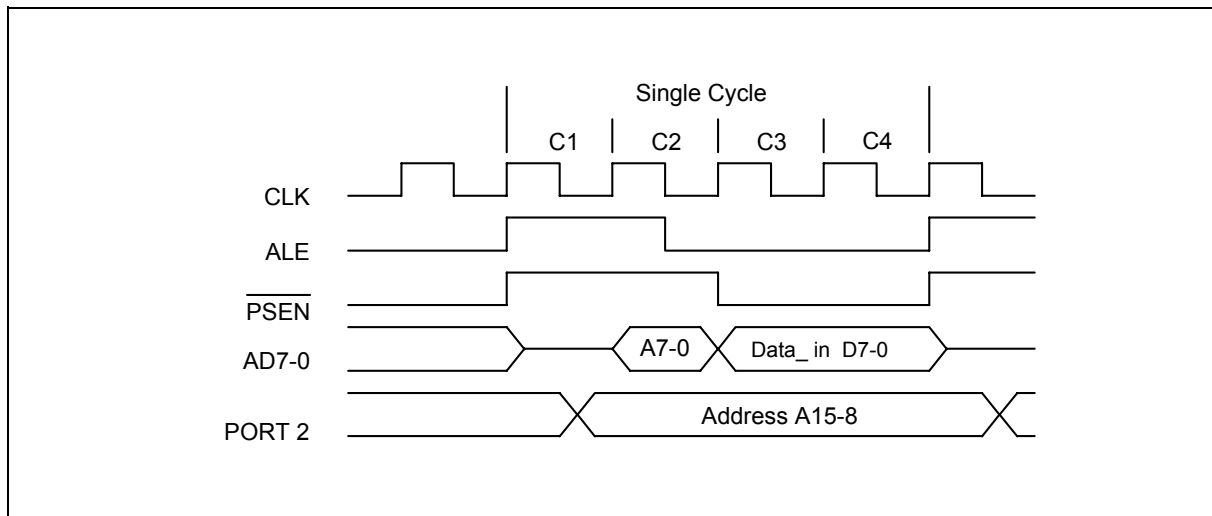 Single Cycle
C1 C2 C3 C4
CLK
ALE
PSEN
AD7-0 A7-0 Data_ in D7-0
PORT 2 Address A15-8